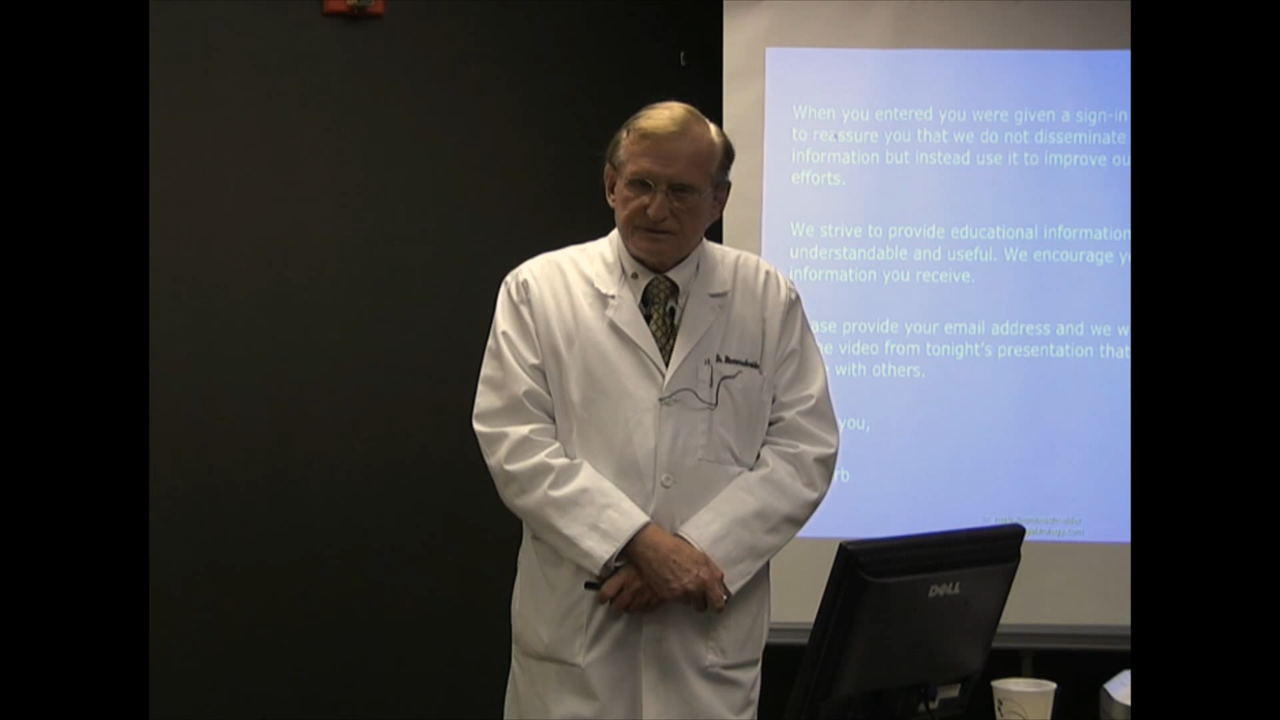 When you entered you were given a sign-in
to reassure you that we do not disseminate
information but instead use it to improve ou
efforts.
We strive to provide educational information
understandable and useful. We encourage y
information you receive.
ase provide your email address and we w
he video from tonight's presentation that
e with others.
you,
rb
DELL